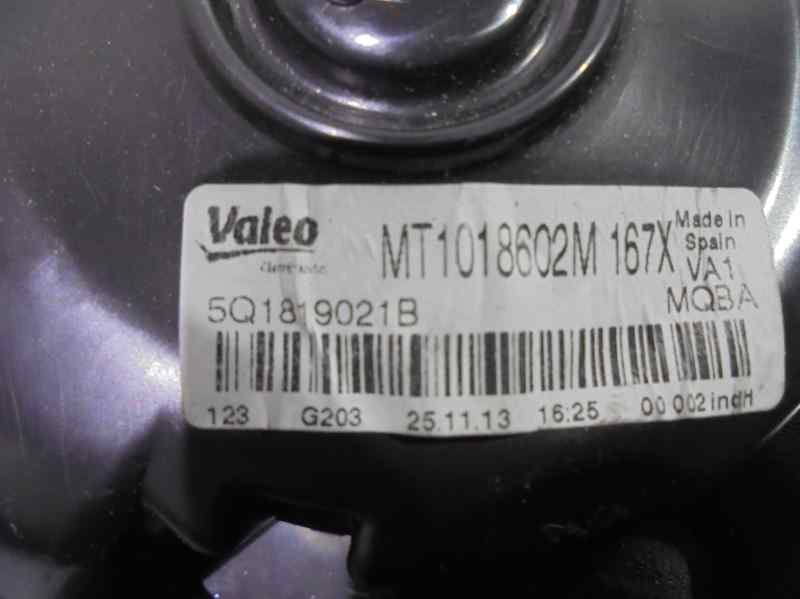 Valeo MT1018602M 167X Made in
Spain
VA1
5Q1819021B MQBA
123 G203 25.11.13 16:25 00 002indH